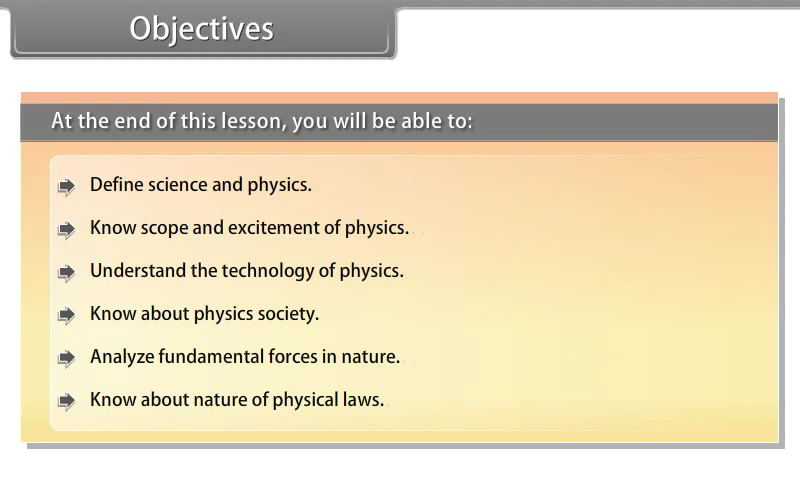 Objectives
At the end of this lesson, you will be able to:
Define science and physics.
Know scope and excitement of physics.
Understand the technology of physics.
Know about physics society.
Analyze fundamental forces in nature.
Know about nature of physical laws.